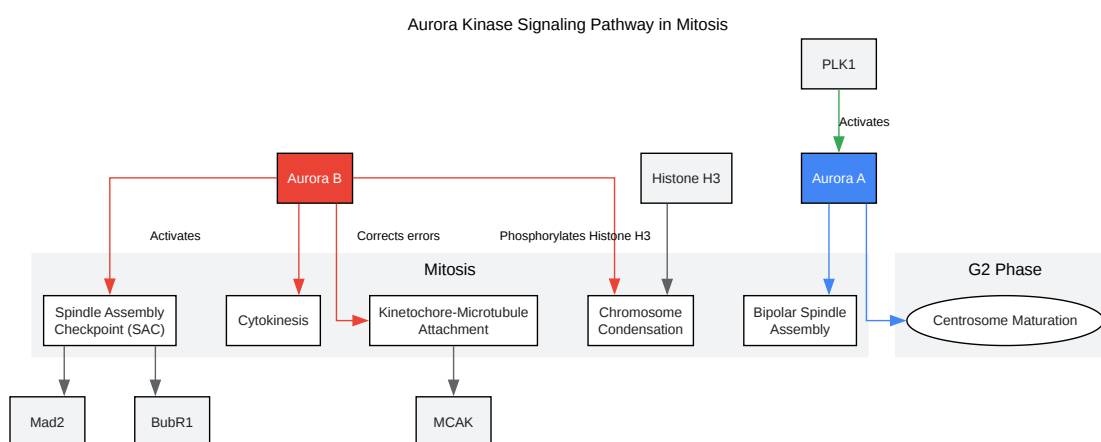 Aurora Kinase Signaling Pathway in Mitosis
PLK1
Activates
Aurora B
Histone H3
Aurora A
Activates
Corrects errors
Phosphorylates Histone H3
Mitosis
G2 Phase
Spindle Assembly
Checkpoint (SAC)
Cytokinesis
Kinetochore-Microtubule
Attachment
Chromosome
Condensation
Bipolar Spindle
Assembly
Centrosome Maturation
Mad2
BubR1
MCAK